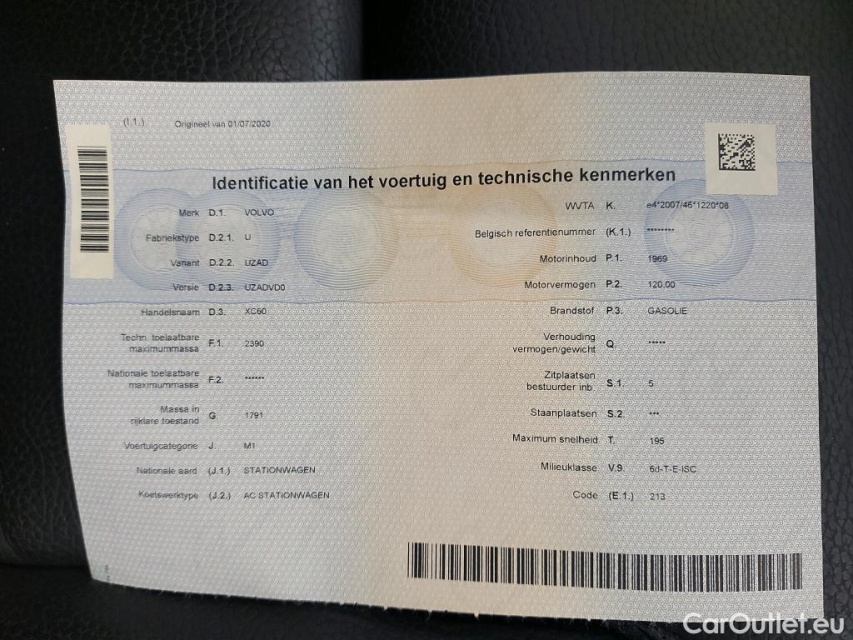 (I.1.) Origineel van 01/07/2020
Identificatie van het voertuig en technische kenmerken
Merk D.1. VOLVO
Fabriekstype D.2.1. U
Variant D.2.2. UZAD
Versie D.2.3. UZADVD0
Handelsnaam D.3. XC60
Techn. toelaatbare
maximummassa F.1. 2390
Nationale toelaatbare
maximummassa F.2. ******
Massa in
rijklare toestand G. 1791
Voertuigcategorie J. M1
Nationale aard (J.1.) STATIONWAGEN
Koetswerktype (J.2.) AC STATIONWAGEN
WVTA K. e4*2007/46*1220*08
Belgisch referentienummer (K.1.) ********
Motorinhoud P.1. 1969
Motorvermogen P.2. 120.00
Brandstof P.3. GASOLIE
Verhouding
vermogen/gewicht Q. *****
Zitplaatsen
bestuurder inb. S.1. 5
Staanplaatsen S.2. ***
Maximum snelheid T. 195
Milieuklasse V.9. 6d-T-E-ISC
Code (E.1.) 213
CarOutlet.eu